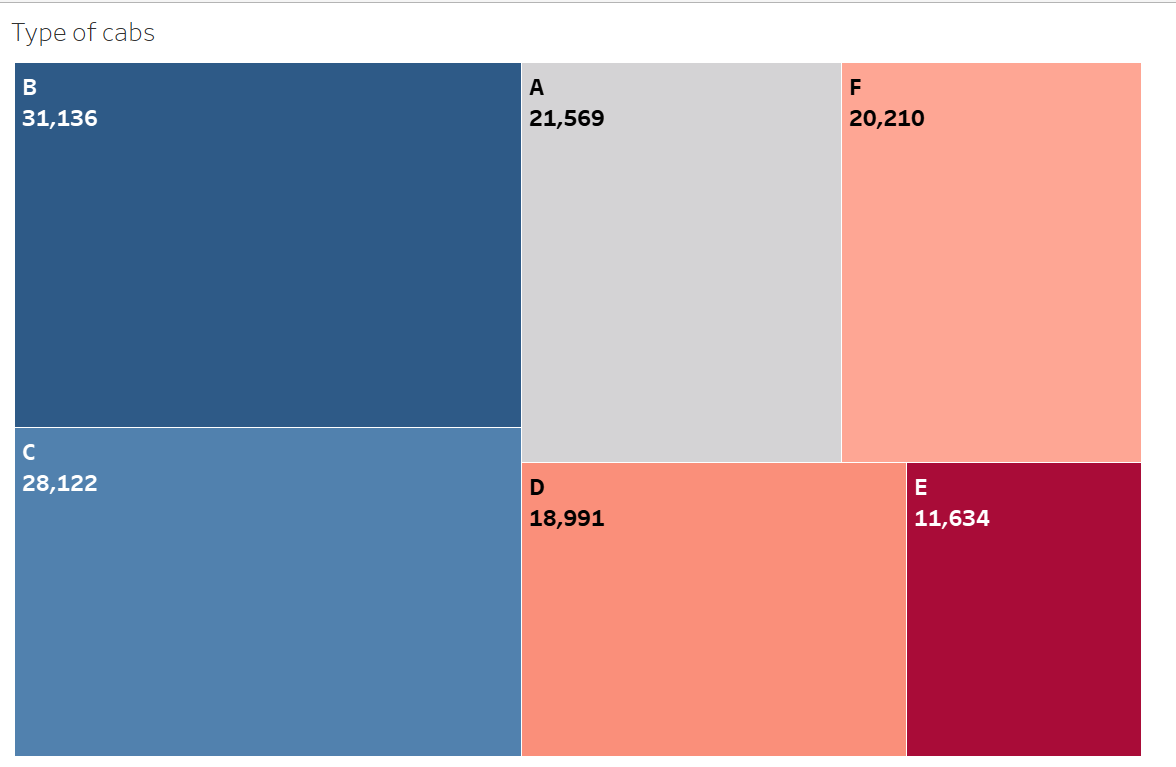 Type of cabs
B
31,136
A
21,569
F
20,210
C
28,122
D
18,991
E
11,634